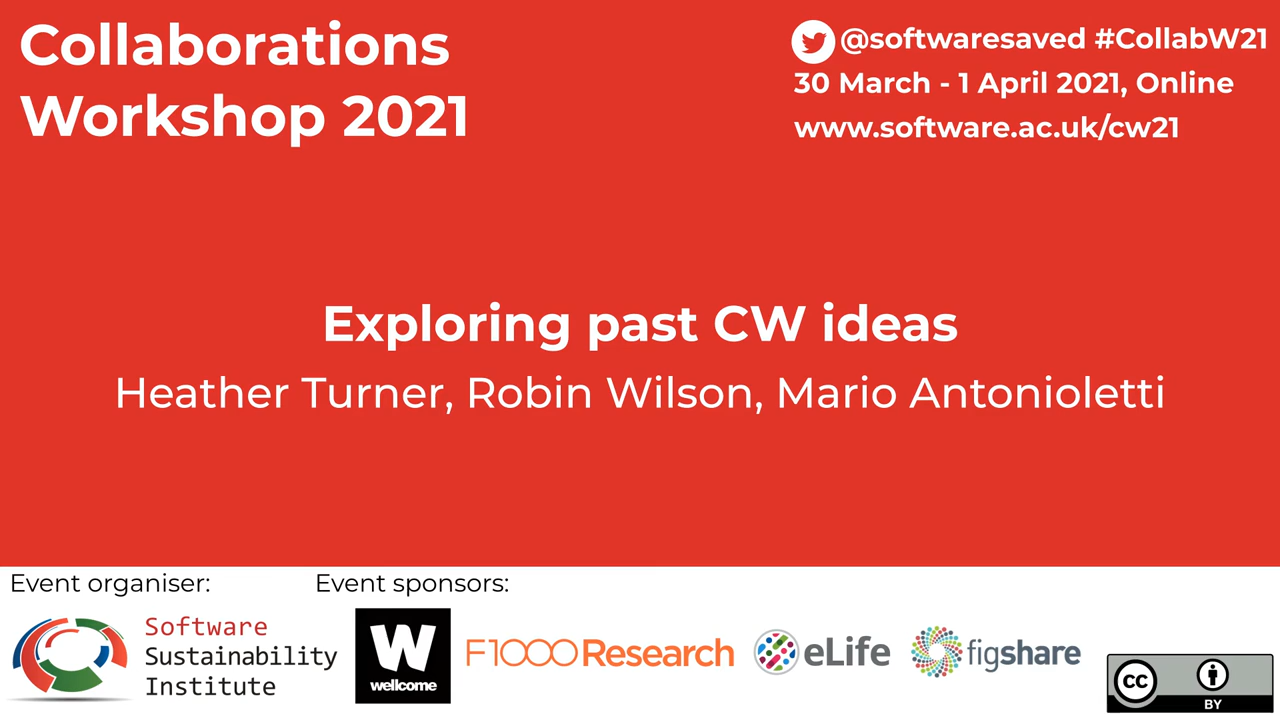 Collaborations
Workshop 2021
@softwaresaved #CollabW21
30 March - 1 April 2021, Online
www.software.ac.uk/cw21
Exploring past CW ideas
Heather Turner, Robin Wilson, Mario Antonioletti
Event organiser:
Event sponsors:
Software
Sustainability
Institute
W
wellcome
F1000Research
eLife
figshare
cc
BY